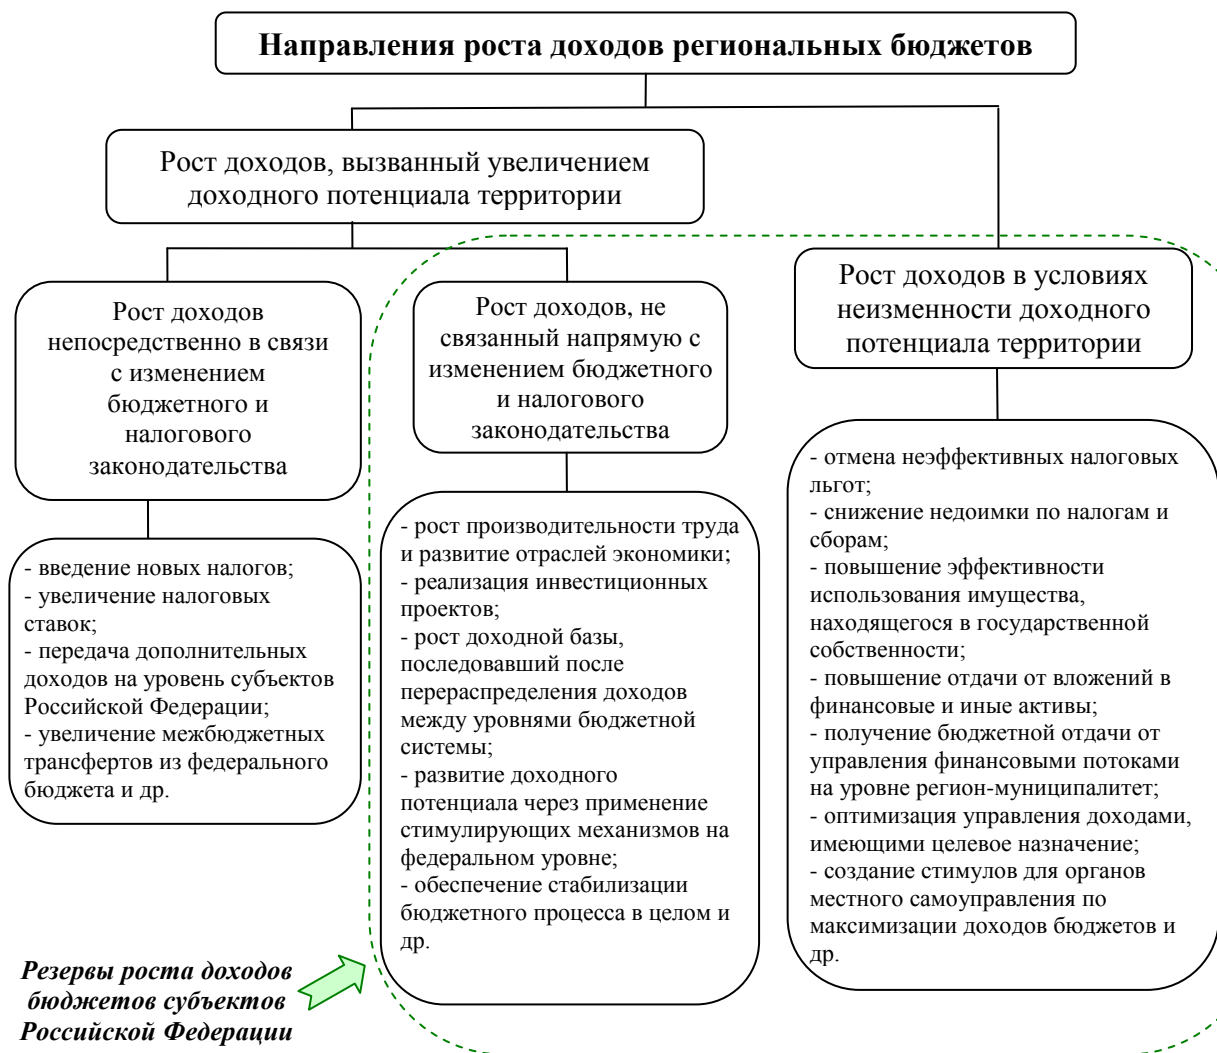 Направления роста доходов региональных бюджетов
Рост доходов, вызванный увеличением
доходного потенциала территории
Рост доходов
непосредственно в связи
с изменением
бюджетного и
налогового
законодательства
Рост доходов, не
связанный напрямую с
изменением бюджетного
и налогового
законодательства
Рост доходов в условиях
неизменности доходного
потенциала территории
- введение новых налогов;
- увеличение налоговых
ставок;
- передача дополнительных
доходов на уровень субъектов
Российской Федерации;
- увеличение межбюджетных
трансфертов из федерального
бюджета и др.
- рост производительности труда
и развитие отраслей экономики;
- реализация инвестиционных
проектов;
- рост доходной базы,
последовавший после
перераспределения доходов
между уровнями бюджетной
системы;
- развитие доходного
потенциала через применение
стимулирующих механизмов на
федеральном уровне;
- обеспечение стабилизации
бюджетного процесса в целом и
др.
- отмена неэффективных налоговых
льгот;
- снижение недоимки по налогам и
сборам;
- повышение эффективности
использования имущества,
находящегося в государственной
собственности;
- повышение отдачи от вложений в
финансовые и иные активы;
- получение бюджетной отдачи от
управления финансовыми потоками
на уровне регион-муниципалитет;
- оптимизация управления доходами,
имеющими целевое назначение;
- создание стимулов для органов
местного самоуправления по
максимизации доходов бюджетов и
др.
Резервы роста доходов
бюджетов субъектов
Российской Федерации